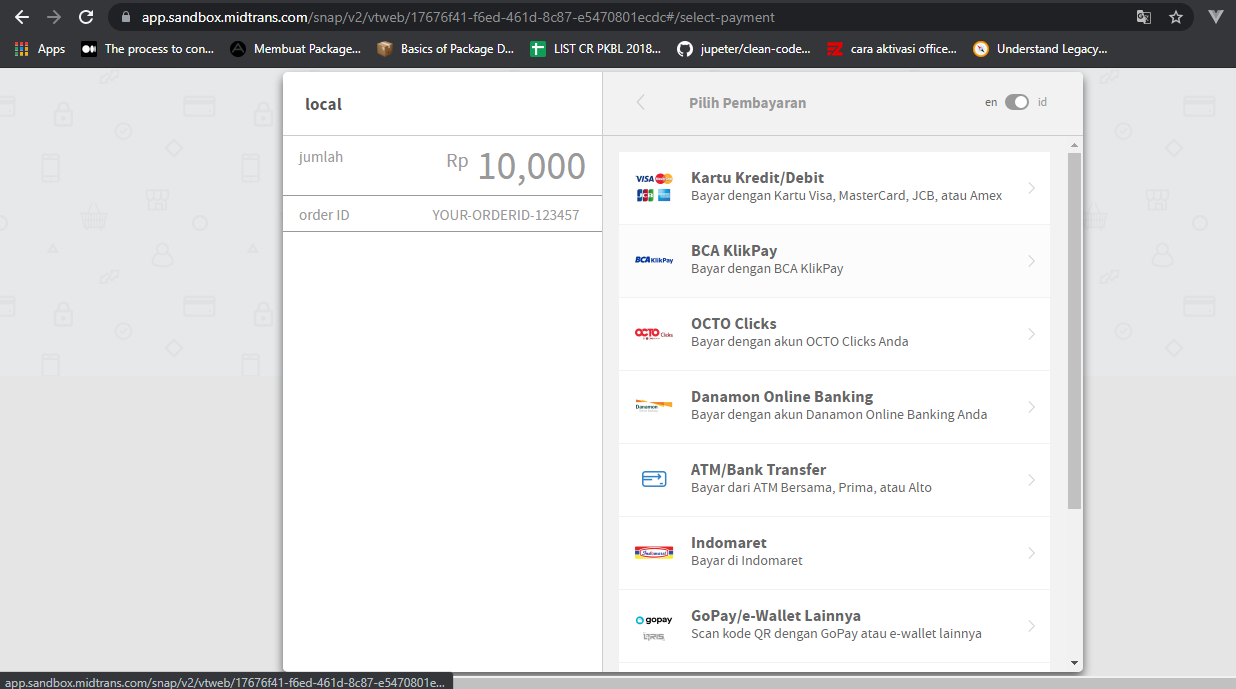 app.sandbox.midtrans.com/snap/v2/vtweb/17676f41-f6ed-461d-8c87-e5470801ecdc#/select-payment
Apps
The process to con...
Membuat Package...
Basics of Package D...
LIST CR PKBL 2018...
jupeter/clean-code...
cara aktivasi office...
Understand Legacy...
local
Pilih Pembayaran
en
id
jumlah
Rp 10,000
order ID
YOUR-ORDERID-123457
VISA
JCB
Kartu Kredit/Debit
Bayar dengan Kartu Visa, MasterCard, JCB, atau Amex
BCA KlikPay
BCA KlikPay
Bayar dengan BCA KlikPay
OCTO Clicks
OCTO Clicks
Bayar dengan akun OCTO Clicks Anda
Danamon
Danamon Online Banking
Bayar dengan akun Danamon Online Banking Anda
ATM/Bank Transfer
Bayar dari ATM Bersama, Prima, atau Alto
Indomaret
Indomaret
Bayar di Indomaret
gopay
QRIS
GoPay/e-Wallet Lainnya
Scan kode QR dengan GoPay atau e-wallet lainnya
app.sandbox.midtrans.com/snap/v2/vtweb/17676f41-f6ed-461d-8c87-e5470801e...